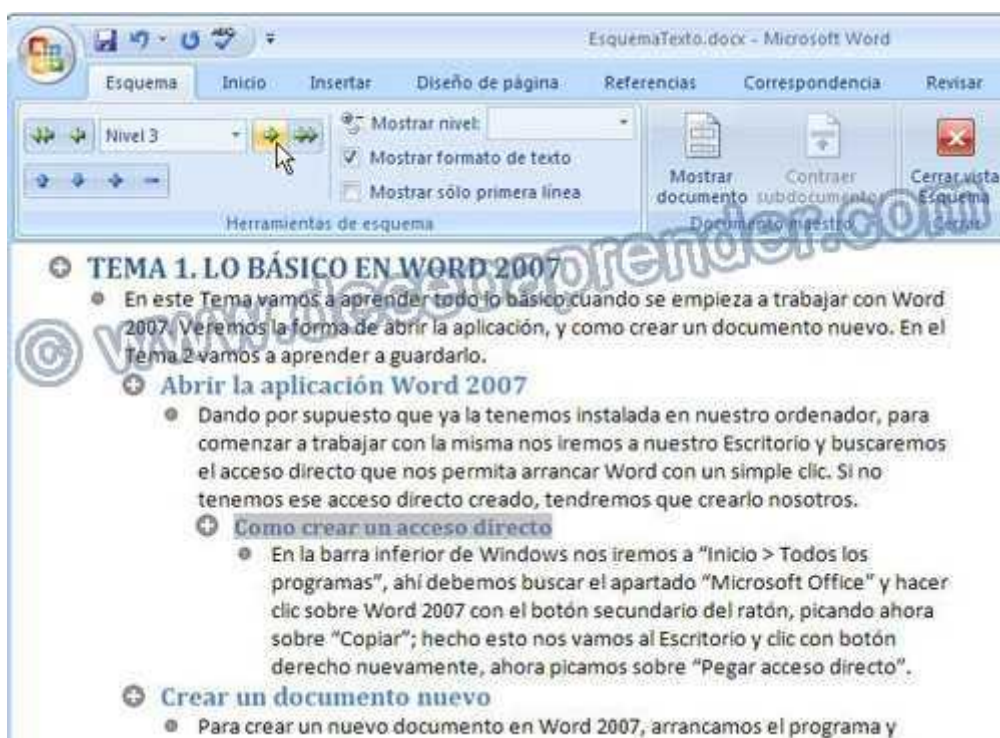 EsquemaTexto.docx - Microsoft Word
Esquema Inicio Insertar Diseño de página Referencias Correspondencia Revisar
Nivel 3
Mostrar nivel:
Mostrar formato de texto
Mostrar sólo primera línea
Herramientas de esquema
Mostrar documento
Contraer subdocumentos
Documento maestro
Cerrar vista Esquema
Cerrar
© www.deseoaprender.com
TEMA 1. LO BÁSICO EN WORD 2007
En este Tema vamos a aprender todo lo básico cuando se empieza a trabajar con Word
2007. Veremos la forma de abrir la aplicación, y como crear un documento nuevo. En el
Tema 2 vamos a aprender a guardarlo.
Abrir la aplicación Word 2007
Dando por supuesto que ya la tenemos instalada en nuestro ordenador, para
comenzar a trabajar con la misma nos iremos a nuestro Escritorio y buscaremos
el acceso directo que nos permita arrancar Word con un simple clic. Si no
tenemos ese acceso directo creado, tendremos que crearlo nosotros.
Como crear un acceso directo
En la barra inferior de Windows nos iremos a “Inicio > Todos los
programas”, ahí debemos buscar el apartado “Microsoft Office” y hacer
clic sobre Word 2007 con el botón secundario del ratón, picando ahora
sobre “Copiar”; hecho esto nos vamos al Escritorio y clic con botón
derecho nuevamente, ahora picamos sobre “Pegar acceso directo”.
Crear un documento nuevo
Para crear un nuevo documento en Word 2007, arrancamos el programa y